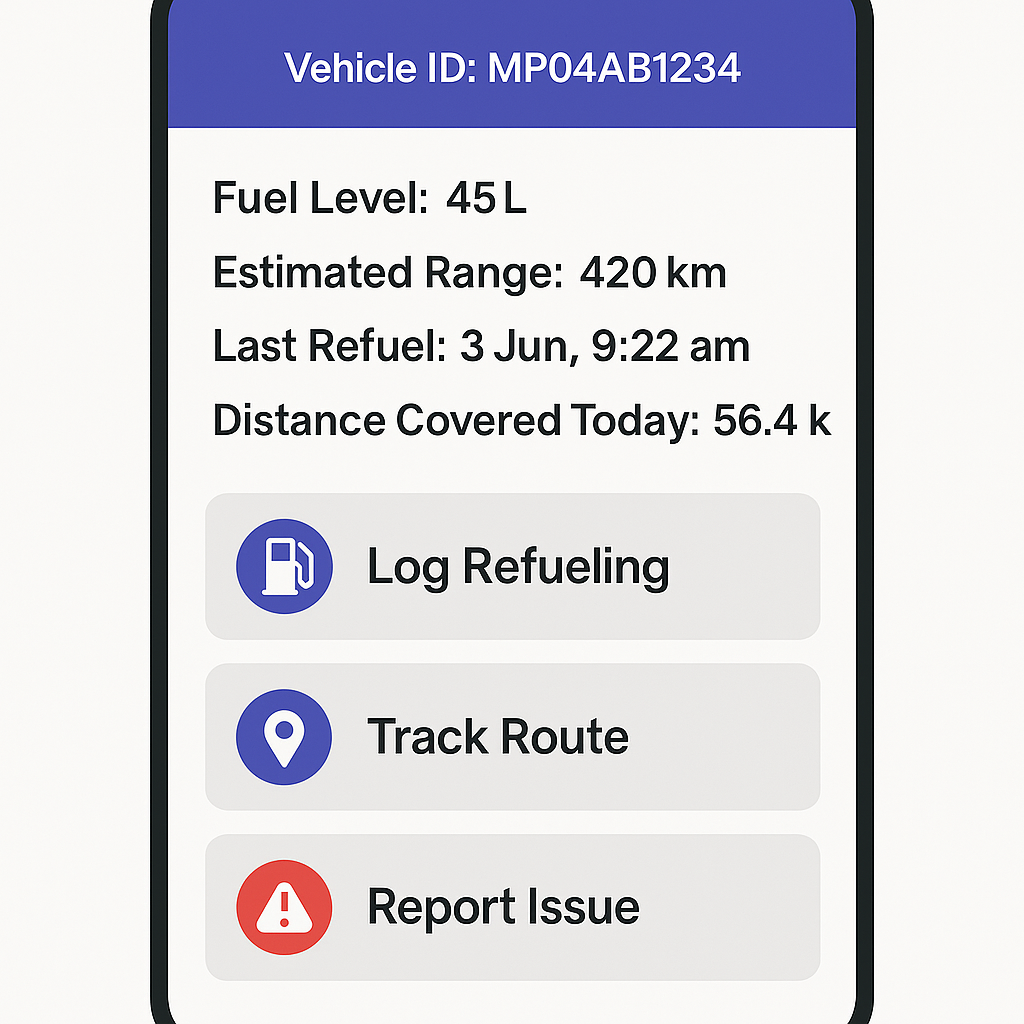 Vehicle ID: MP04AB1234
Fuel Level: 45 L
Estimated Range: 420 km
Last Refuel: 3 Jun, 9:22 am
Distance Covered Today: 56.4 k
Log Refueling
Track Route
Report Issue